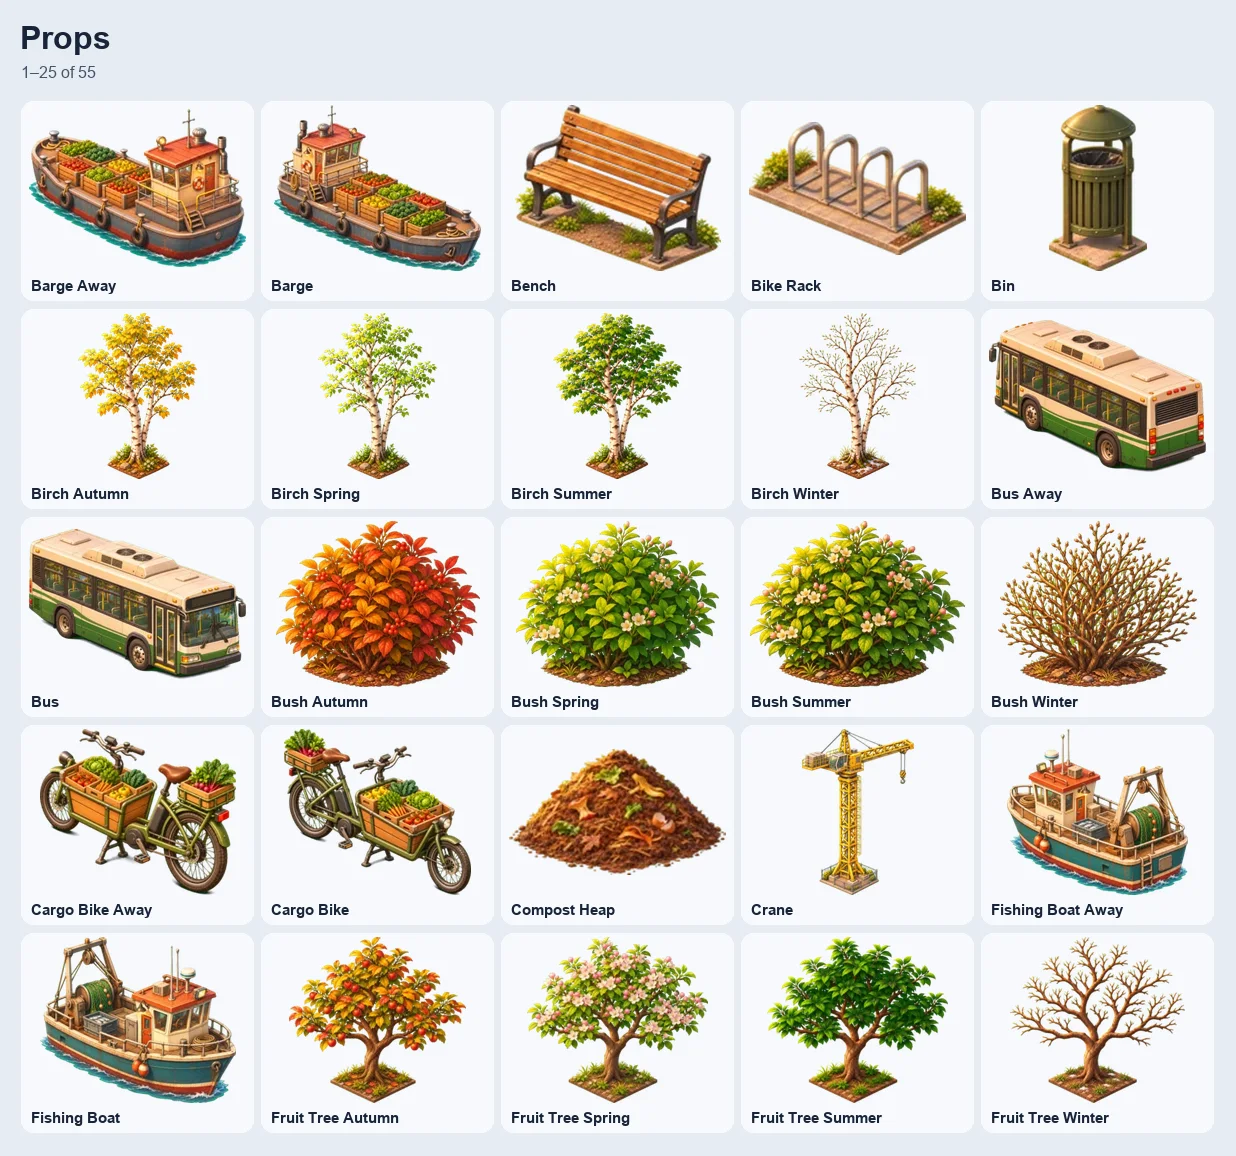 Props
1–25 of 55
Barge Away
Barge
Bench
Bike Rack
Bin
Birch Autumn
Birch Spring
Birch Summer
Birch Winter
Bus Away
Bus
Bush Autumn
Bush Spring
Bush Summer
Bush Winter
Cargo Bike Away
Cargo Bike
Compost Heap
Crane
Fishing Boat Away
Fishing Boat
Fruit Tree Autumn
Fruit Tree Spring
Fruit Tree Summer
Fruit Tree Winter